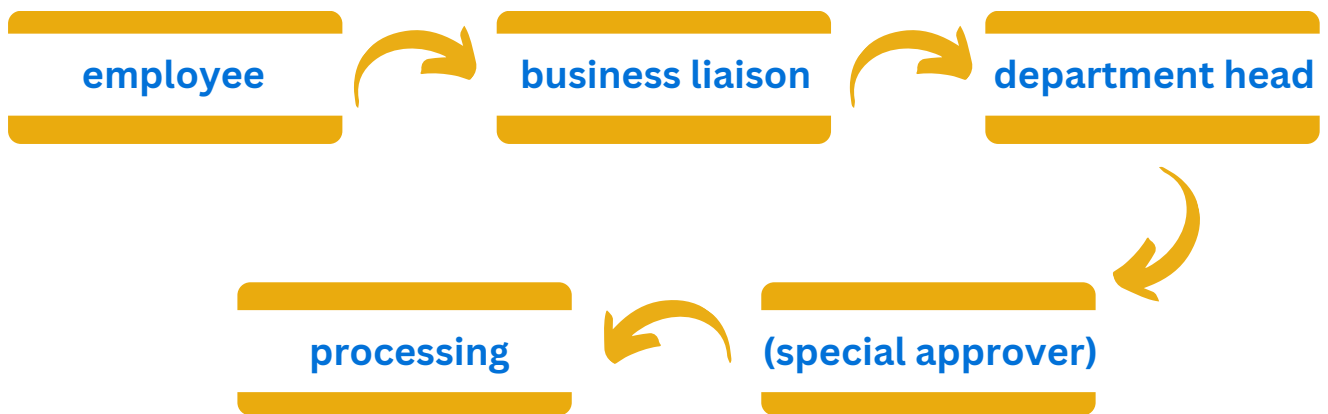 employee
business liaison
department head
(special approver)
processing